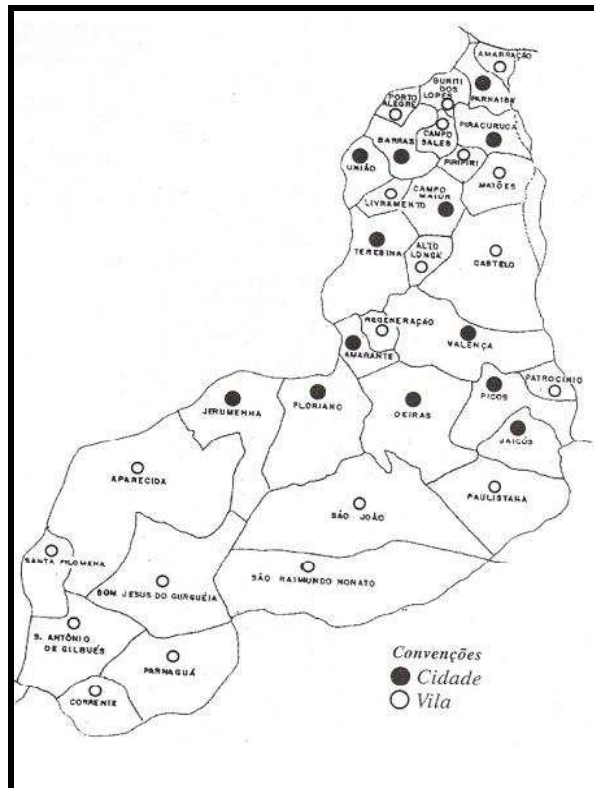 AMARRAÇÃO
BURITI
DOS
LOPES
PARNAIBA
PORTO
ALEGRE
PIRACURUCA
CAMPO
SALES
BARRAS
PIRIPIRI
UNIÃO
MATÕES
CAMPO
MAIOR
LIVRAMENTO
TERESINA
ALTO
LONGÁ
CASTELO
REGENERAÇÃO
VALENÇA
AMARANTE
PATROCÍNIO
PICOS
JERUMENHA
FLORIANO
OEIRAS
JAICÓS
APARECIDA
PAULISTANA
SÃO JOÃO
SANTA FILOMENA
SÃO RAIMUNDO NONATO
BOM JESUS DO GURGUÉIA
S. ANTÔNIO
DE GILBUÉS
PARNAGUÁ
CORRENTE
Convenções
Cidade
Vila